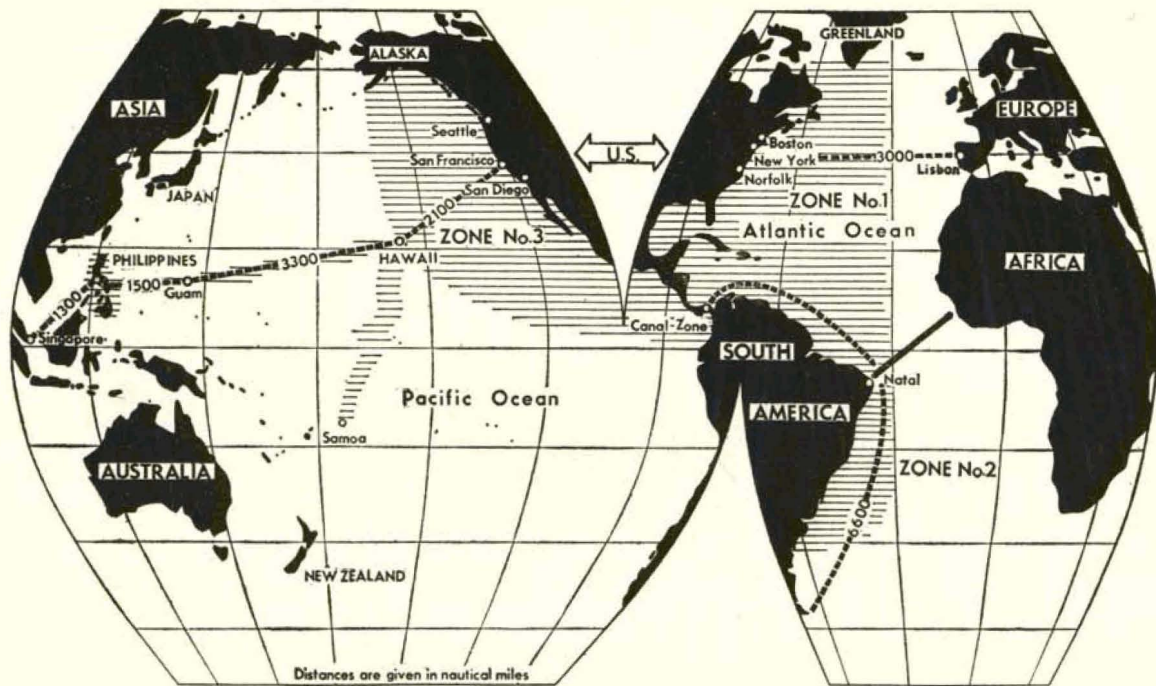 GREENLAND
ALASKA
ASIA
EUROPE
Seattle
Boston
U.S.
San Francisco
New York
3000
Lisbon
JAPAN
San Diego
Norfolk
ZONE No.1
2100
ZONE No.3
Atlantic Ocean
HAWAII
PHILIPPINES
3300
AFRICA
1500
Guam
1300
Canal-Zone
Singapore
SOUTH
AMERICA
Natal
Pacific Ocean
Samoa
AUSTRALIA
ZONE No.2
6600
NEW ZEALAND
Distances are given in nautical miles